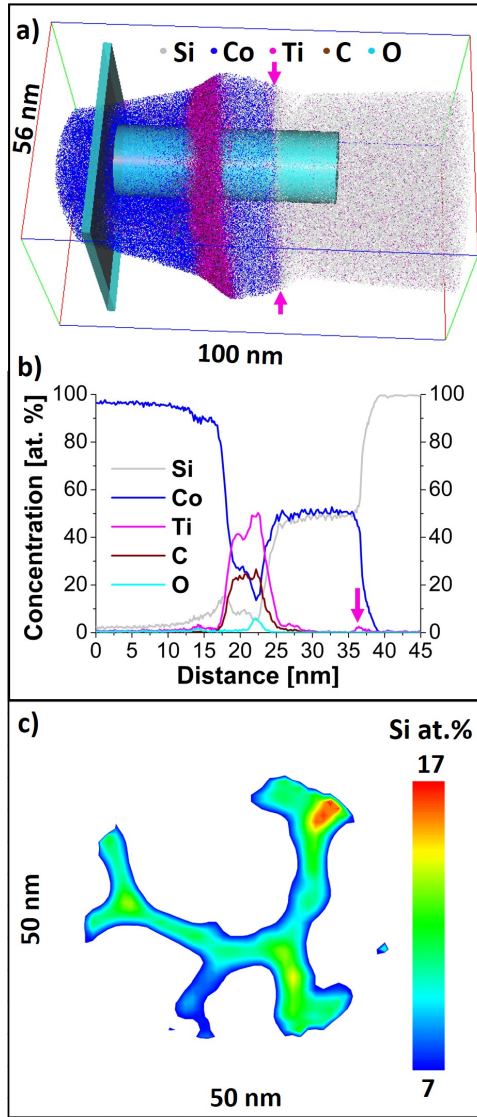 a)
Si Co Ti C O
56 nm
100 nm
b)
100 100
80 80
60 60
40 40
20 20
0 0
Concentration [at. %]
Si
Co
Ti
C
O
0 5 10 15 20 25 30 35 40 45
Distance [nm]
c)
Si at.%
17
50 nm
50 nm
7